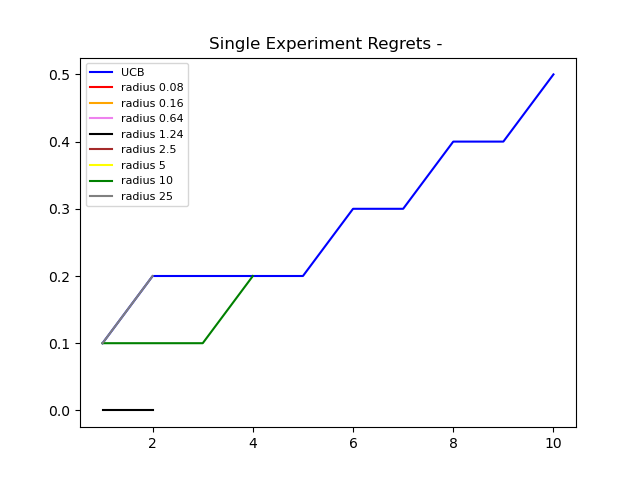 Single Experiment Regrets -
UCB
radius 0.08
radius 0.16
radius 0.64
radius 1.24
radius 2.5
radius 5
radius 10
radius 25
0.5
0.4
0.3
0.2
0.1
0.0
2 4 6 8 10